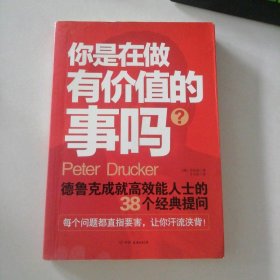 你是在做
有价值的
事吗?
Peter Drucker
德鲁克成就高效能人士的
38个经典提问
每个问题都直指要害，让你汗流浃背！